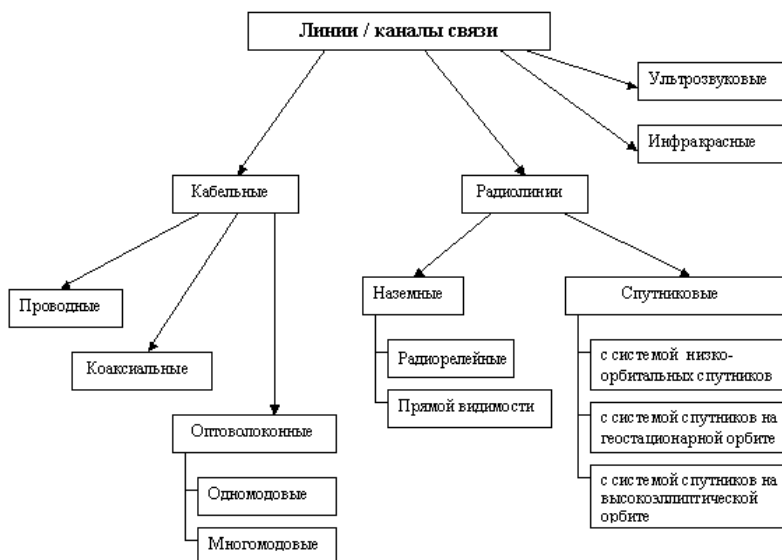 Линии / каналы связи
Ультрозвуковые
Инфракрасные
Кабельные
Радиолинии
Проводные
Наземные
Спутниковые
Коаксиальные
Радиорелейные
с системой низко-
орбитальных спутников
Прямой видимости
Оптоволоконные
с системой спутников на
геостационарной орбите
Одномодовые
с системой спутников на
высокоэллиптической
орбите
Многомодовые